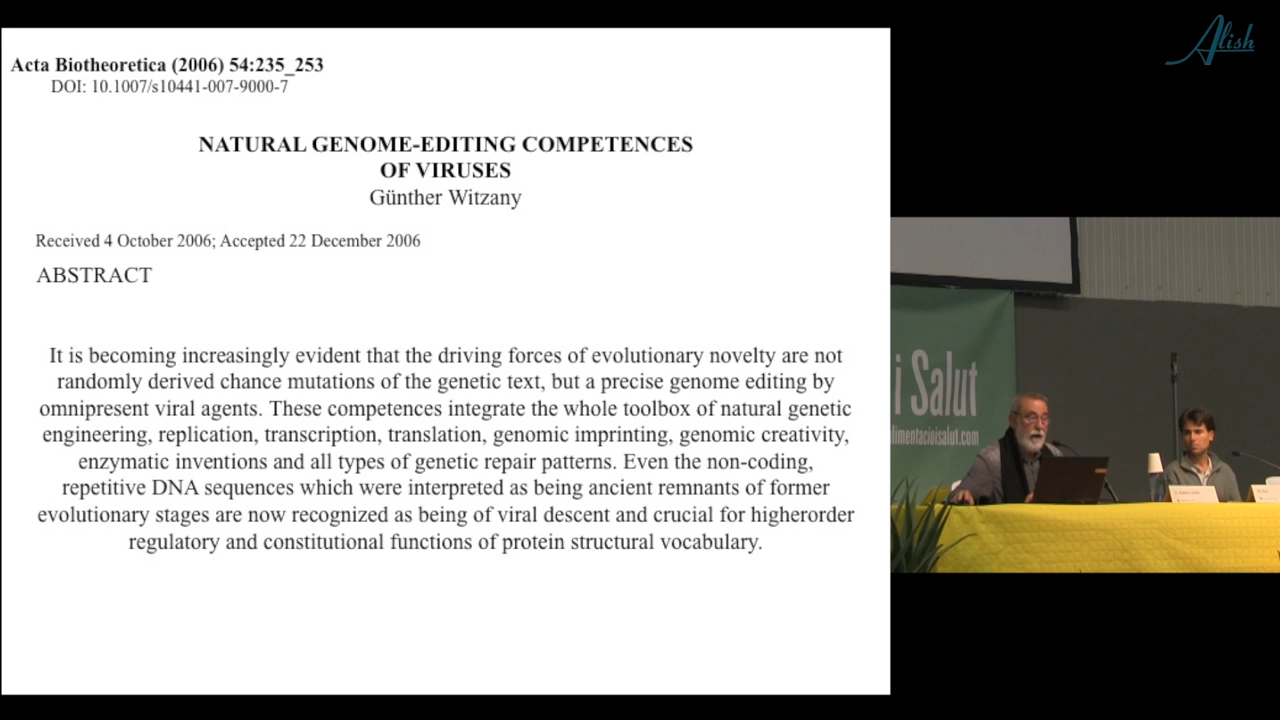 Alish
Acta Biotheoretica (2006) 54:235_253
DOI: 10.1007/s10441-007-9000-7
NATURAL GENOME-EDITING COMPETENCES
OF VIRUSES
Günther Witzany
Received 4 October 2006; Accepted 22 December 2006
ABSTRACT
It is becoming increasingly evident that the driving forces of evolutionary novelty are not
randomly derived chance mutations of the genetic text, but a precise genome editing by
omnipresent viral agents. These competences integrate the whole toolbox of natural genetic
engineering, replication, transcription, translation, genomic imprinting, genomic creativity,
enzymatic inventions and all types of genetic repair patterns. Even the non-coding,
repetitive DNA sequences which were interpreted as being ancient remnants of former
evolutionary stages are now recognized as being of viral descent and crucial for higherorder
regulatory and constitutional functions of protein structural vocabulary.
i Salut
limentacioisalut.com